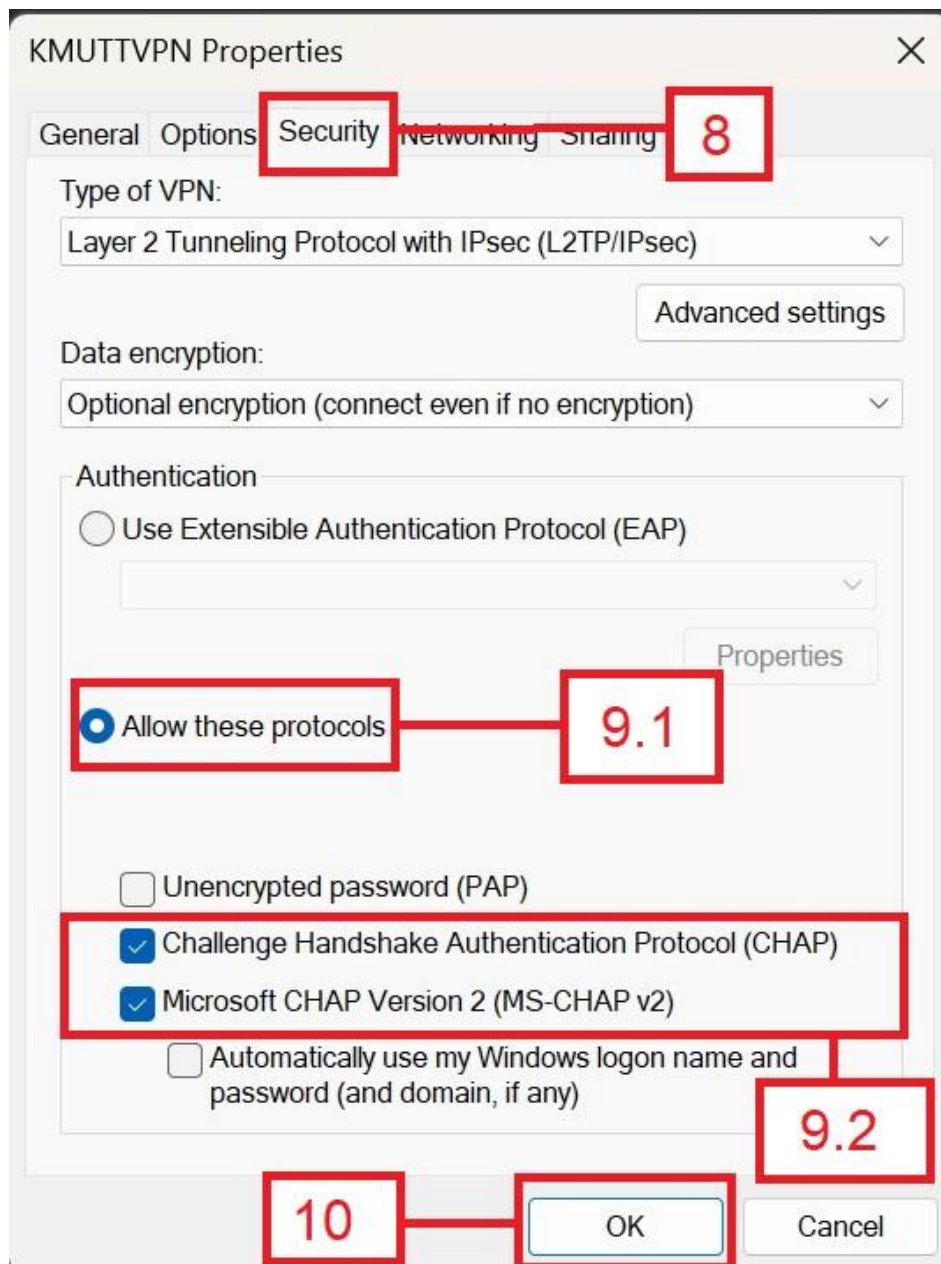 KMUTTVPN Properties
General Options Security Networking Sharing 8
Type of VPN:
Layer 2 Tunneling Protocol with IPsec (L2TP/IPsec)
Advanced settings
Data encryption:
Optional encryption (connect even if no encryption)
Authentication
Use Extensible Authentication Protocol (EAP)
Properties
Allow these protocols 9.1
Unencrypted password (PAP)
Challenge Handshake Authentication Protocol (CHAP)
Microsoft CHAP Version 2 (MS-CHAP v2)
Automatically use my Windows logon name and
password (and domain, if any)
9.2
10 OK Cancel